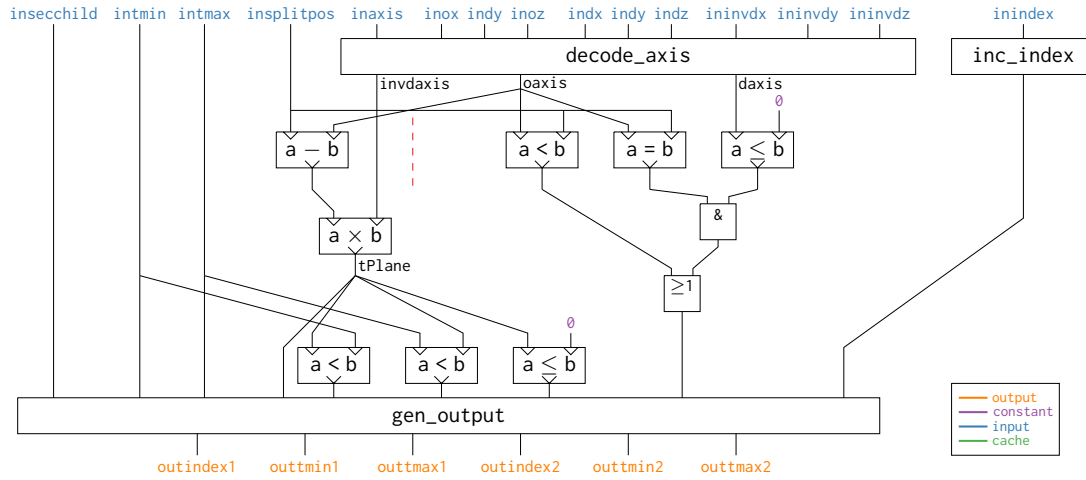 insecchild intmin intmax insplitpos inaxis inox indy inoz indx indy indz ininvdx ininvdy ininvdz inindex
decode_axis inc_index
invdaxis oaxis daxis
0
a − b a < b a = b a ≤ b
&
a × b
tPlane
≥1
0
a < b a < b a ≤ b
gen_output
output
constant
input
cache
outindex1 outtmin1 outtmax1 outindex2 outtmin2 outtmax2